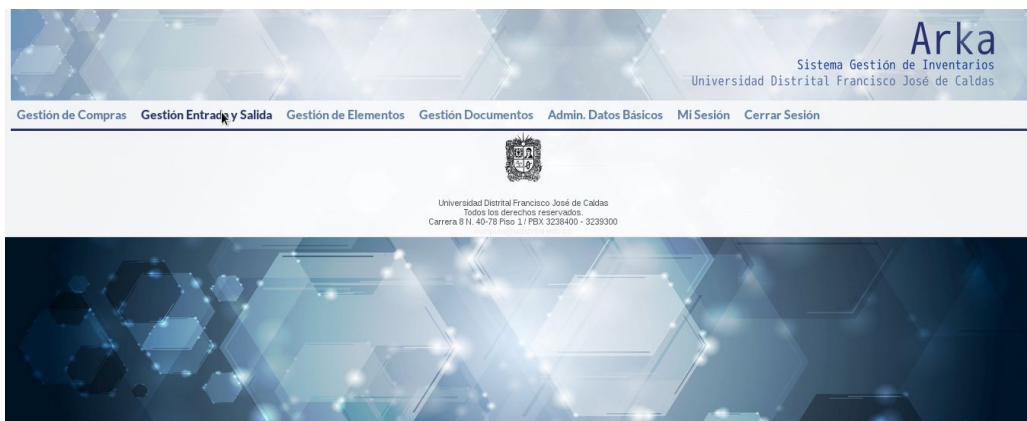 Arka
Sistema Gestión de Inventarios
Universidad Distrital Francisco José de Caldas
Gestión de Compras Gestión Entrada y Salida Gestión de Elementos Gestión Documentos Admin. Datos Básicos Mi Sesión Cerrar Sesión
Universidad Distrital Francisco José de Caldas
Todos los derechos reservados.
Carrera 8 N. 40-78 Piso 1 / PBX 3238400 - 3239300